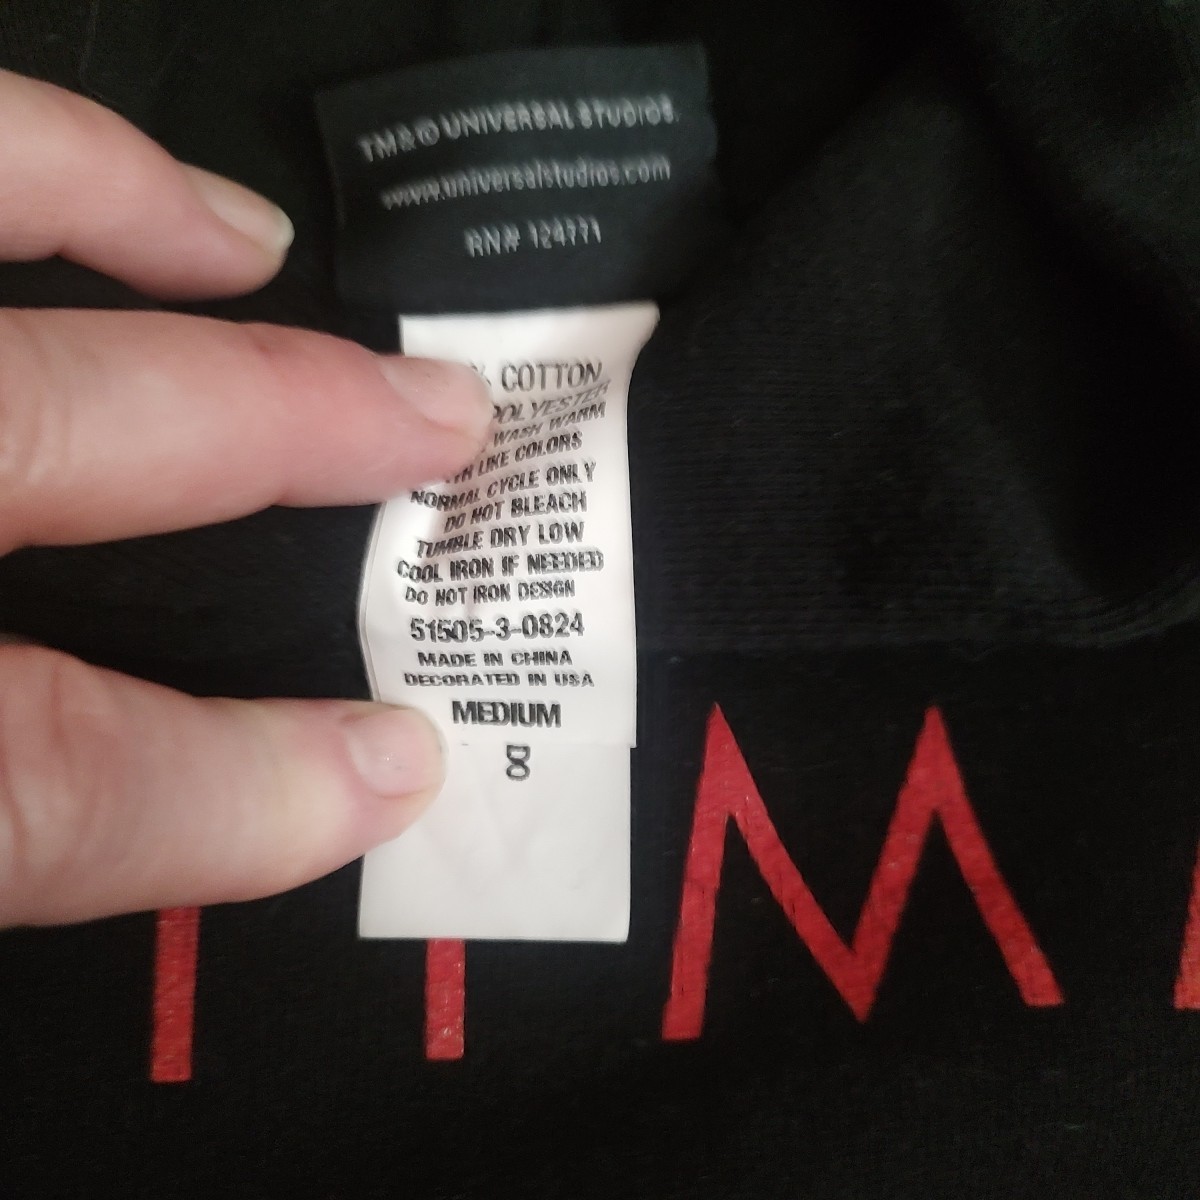 TM&© UNIVERSAL STUDIOS.
www.universalstudios.com
RN# 124771
% COTTON
POLYESTER
WASH WARM
LIKE COLORS
NORMAL CYCLE ONLY
DO NOT BLEACH
TUMBLE DRY LOW
COOL IRON IF NEEDED
DO NOT IRON DESIGN
51505-3-0824
MADE IN CHINA
DECORATED IN USA
MEDIUM
M